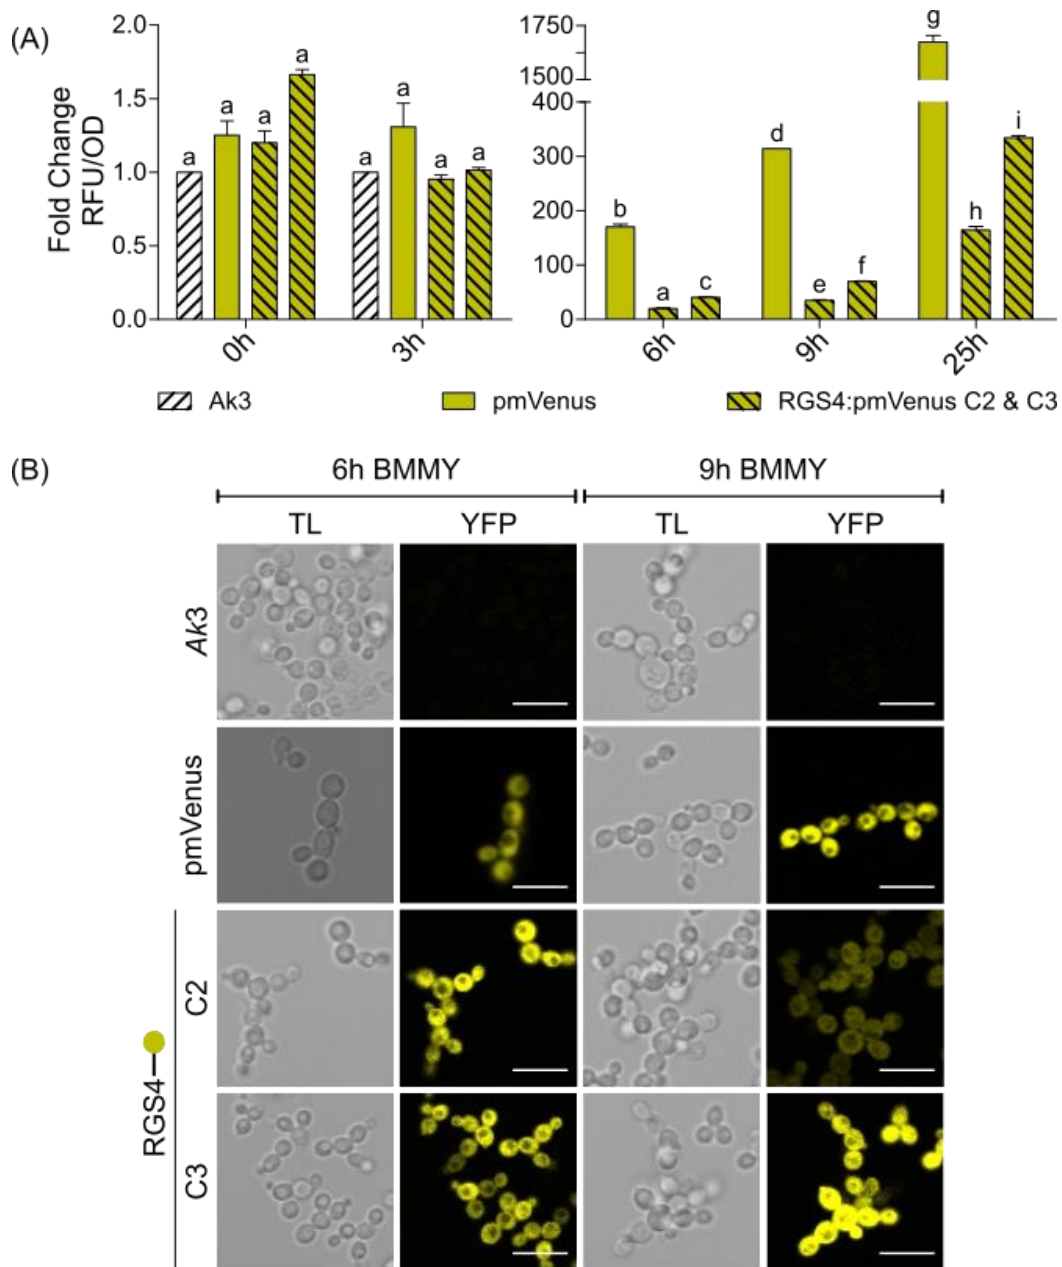 (A)
Fold Change
RFU/OD
2.0
1.5
1.0
0.5
0.0
a
a
a
a
a
a
a
a
0h
3h
1750
1500
400
300
200
100
0
b
a
c
d
e
f
g
h
i
6h
9h
25h
Ak3
pmVenus
RGS4:pmVenus C2 & C3
(B)
6h BMMY
9h BMMY
TL
YFP
TL
YFP
Ak3
pmVenus
RGS4
C2
C3